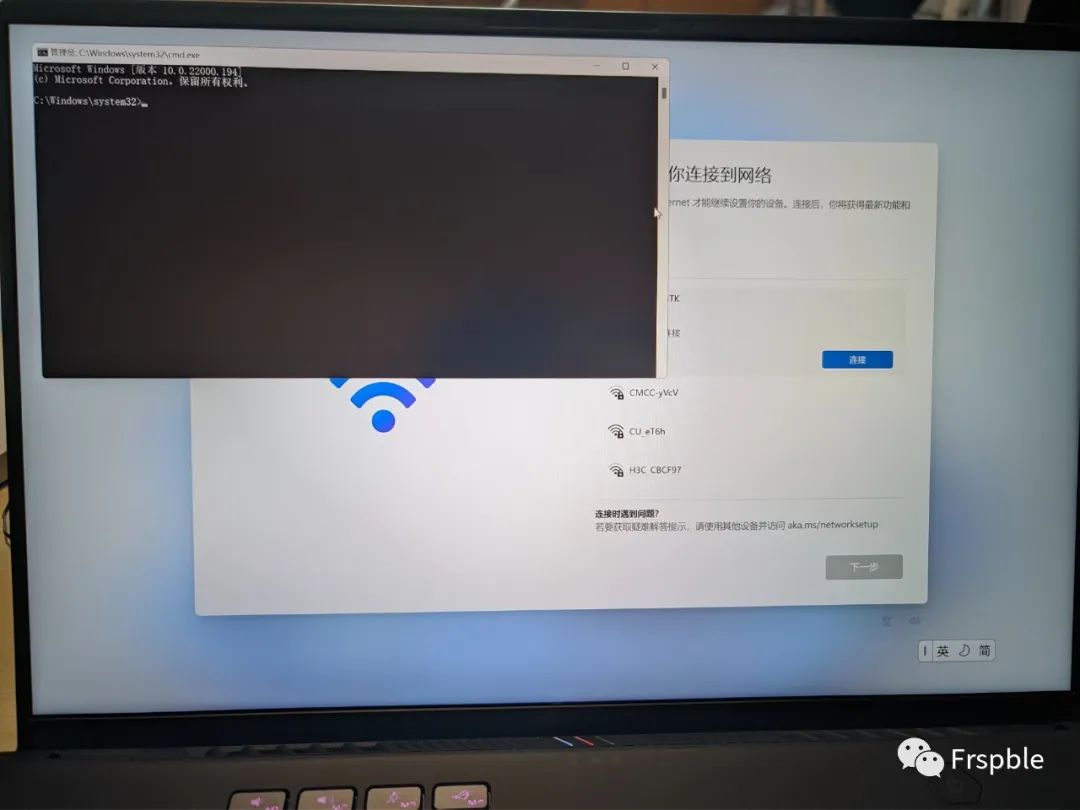 管理员: C:\Windows\system32\cmd.exe
Microsoft Windows [版本 10.0.22000.194]
(c) Microsoft Corporation。保留所有权利。
C:\Windows\system32>
你连接到网络
ernet 才能继续设置你的设备。连接后，你将获得最新功能和
TK
接
连接
CMCC-yVcV
CU_eT6h
H3C_CBCF97
连接时遇到问题?
若要获取疑难解答提示，请使用其他设备并访问 aka.ms/networksetup
下一步
英 简
Frspble